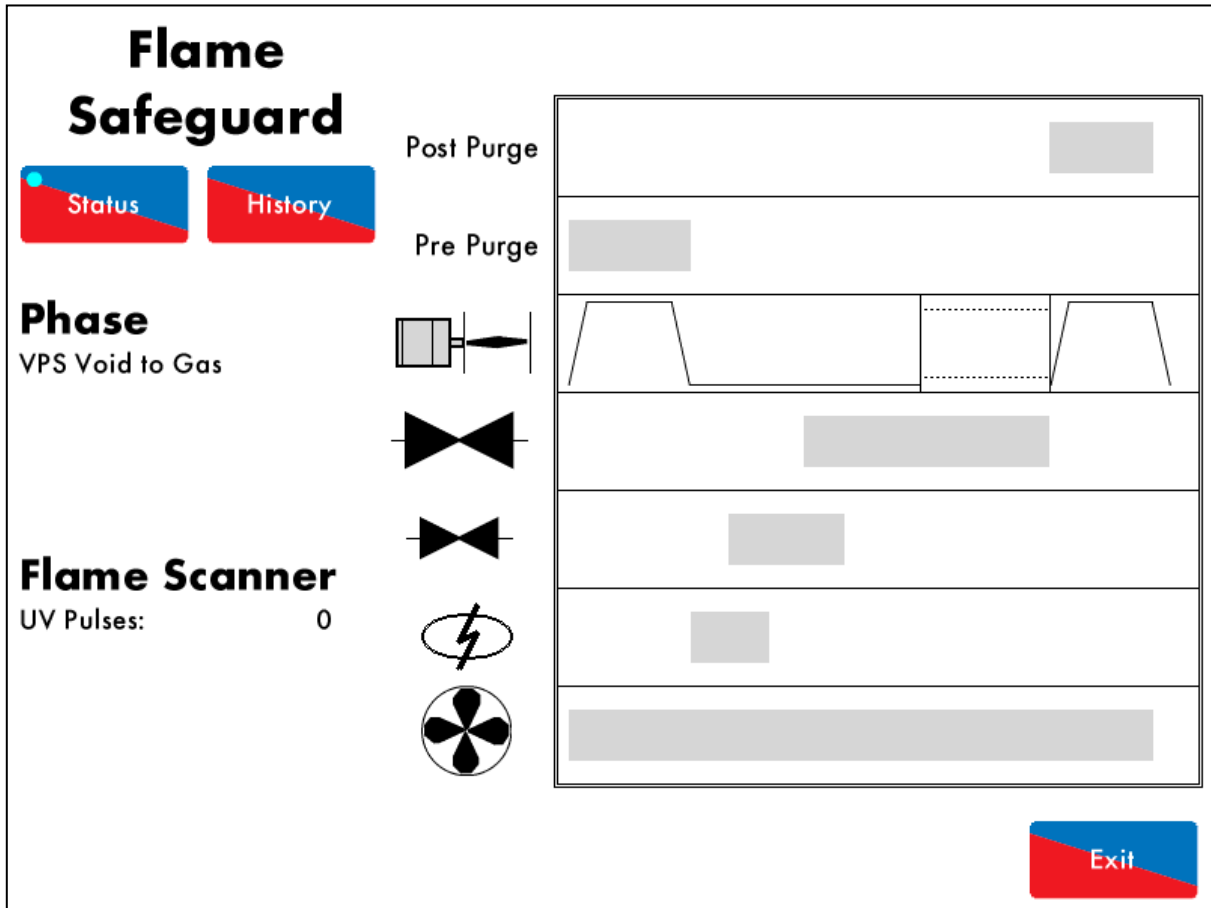 Flame
Safeguard
Status
History
Post Purge
Pre Purge
Phase
VPS Void to Gas
Flame Scanner
UV Pulses: 0
Exit